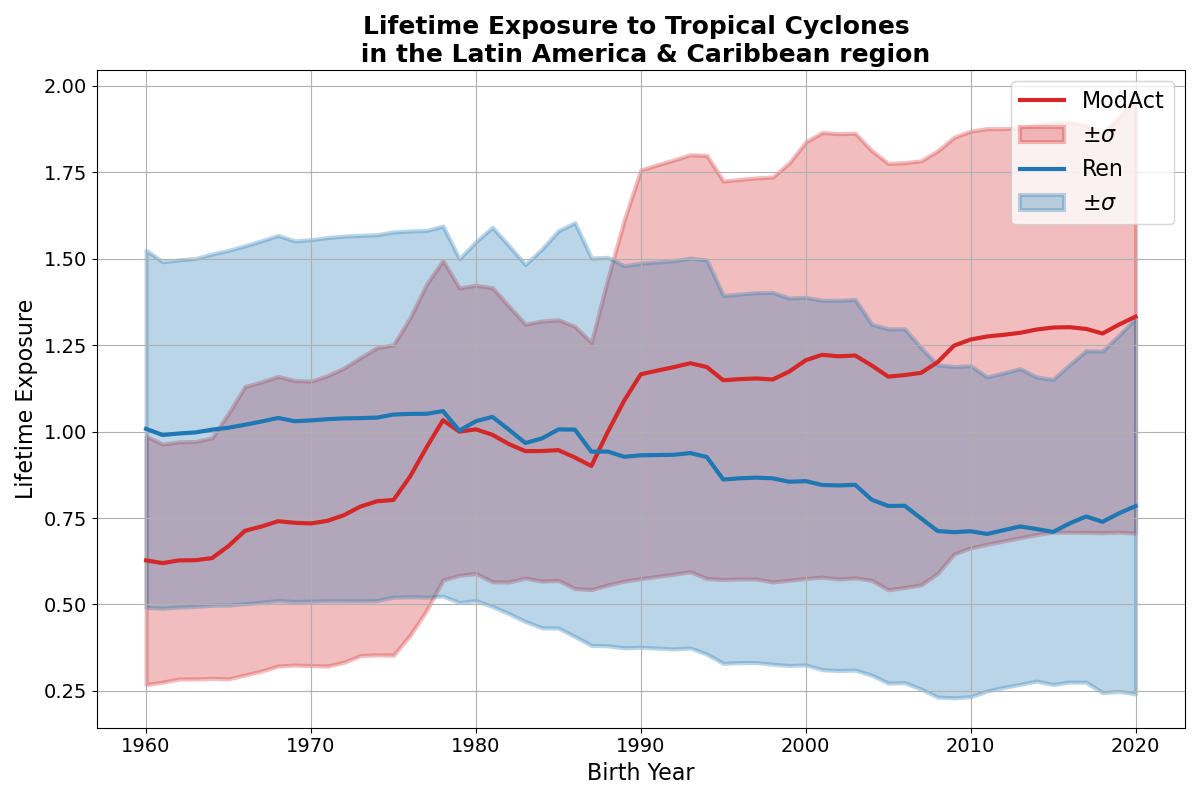 Lifetime Exposure to Tropical Cyclones
in the Latin America & Caribbean region
2.00
1.75
1.50
1.25
1.00
0.75
0.50
0.25
Lifetime Exposure
ModAct
±σ
Ren
±σ
1960 1970 1980 1990 2000 2010 2020
Birth Year